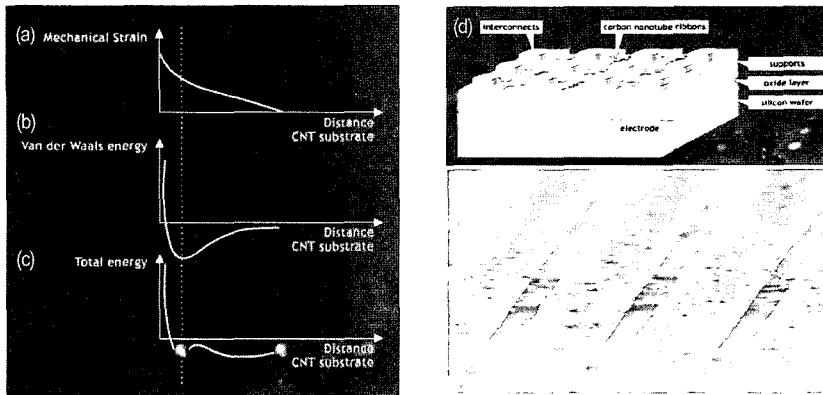 (a)
Mechanical Strain
Distance
CNT substrate
(b)
Van der Waals energy
Distance
CNT substrate
(c)
Total energy
Distance
CNT substrate
(d)
interconnects
carbon nanotube ribbons
supports
oxide layer
silicon wafer
electrode